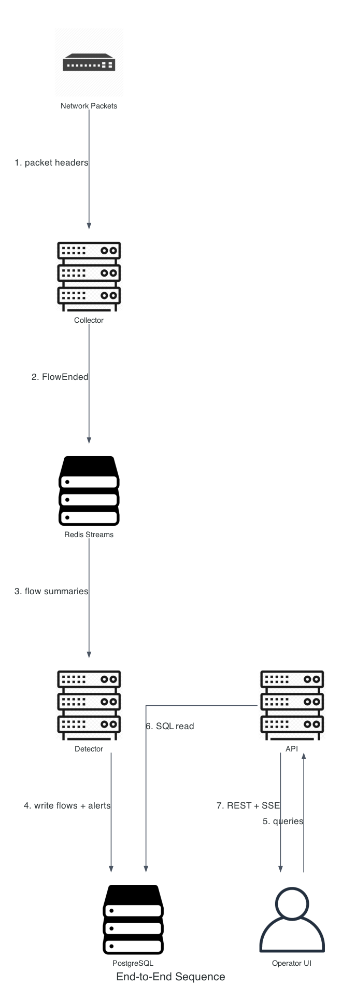 Network Packets
1. packet headers
Collector
2. FlowEnded
Redis Streams
3. flow summaries
6. SQL read
Detector
API
4. write flows + alerts
7. REST + SSE
5. queries
PostgreSQL
Operator UI
End-to-End Sequence